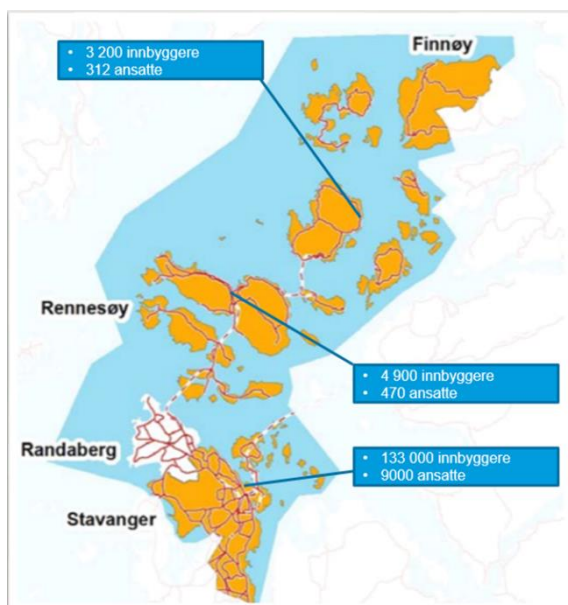 Finnøy
• 3 200 innbyggere
• 312 ansatte
Rennesøy
• 4 900 innbyggere
• 470 ansatte
Randaberg
• 133 000 innbyggere
• 9000 ansatte
Stavanger